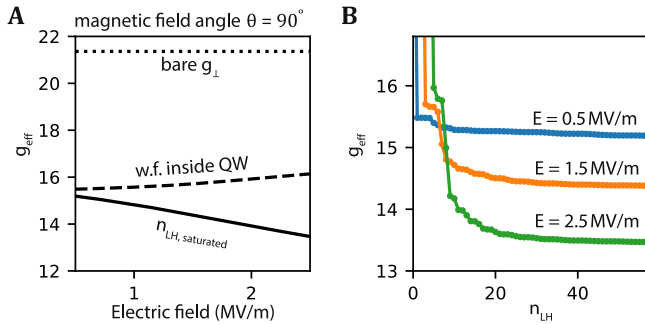 A
magnetic field angle θ = 90°
22
20
18
16
14
12
g_eff
bare g_⊥
w.f. inside QW
n_LH, saturated
1
2
Electric field (MV/m)
B
16
15
14
13
g_eff
E = 0.5 MV/m
E = 1.5 MV/m
E = 2.5 MV/m
0
20
40
n_LH